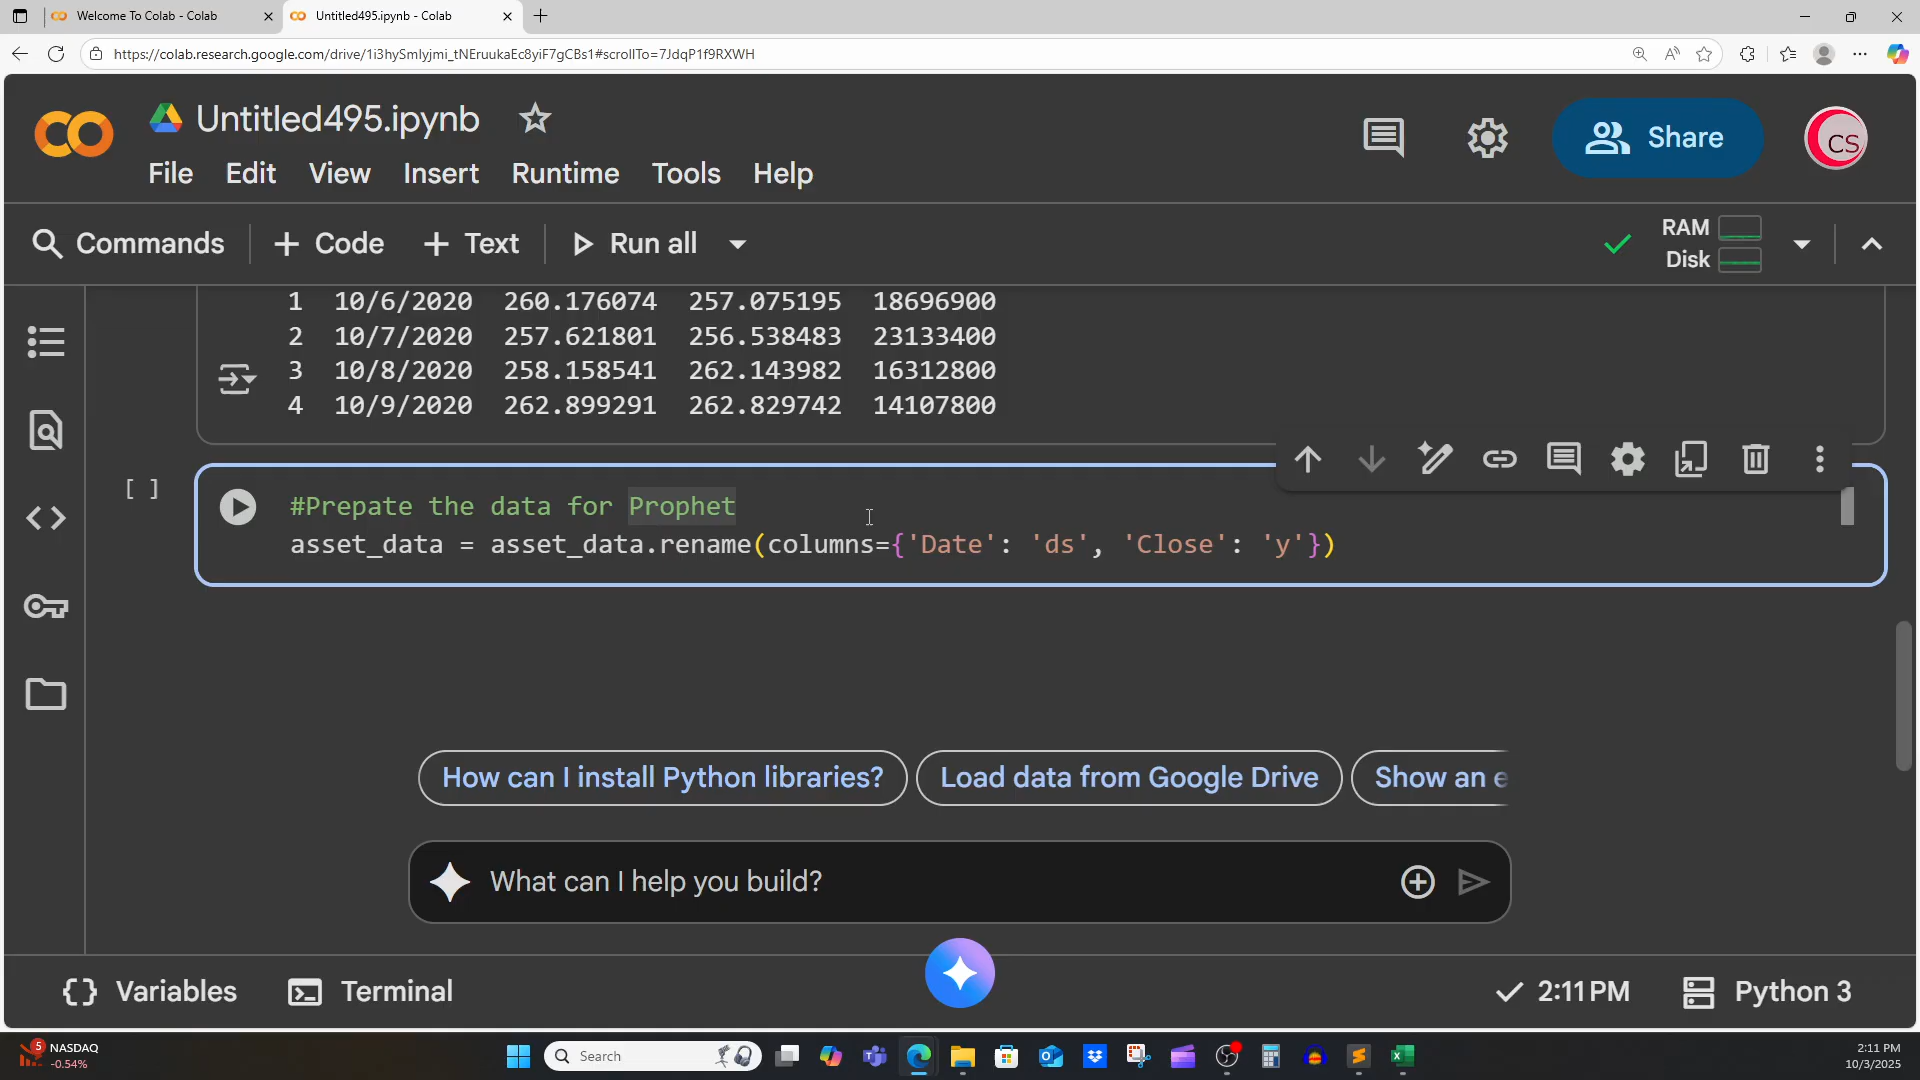 Welcome To Colab - Colab
Untitled495.ipynb - Colab
https://colab.research.google.com/drive/1i3hySmlyjmi_tNEruukaEc8yiF7gCBs1#scrollTo=7JdqP1f9RXWH
Untitled495.ipynb
Share
CS
File Edit View Insert Runtime Tools Help
Commands + Code + Text Run all
RAM
Disk
1 10/6/2020 260.176074 257.075195 18696900
2 10/7/2020 257.621801 256.538483 23133400
3 10/8/2020 258.158541 262.143982 16312800
4 10/9/2020 262.899291 262.829742 14107800
[ ]
#Prepate the data for Prophet
asset_data = asset_data.rename(columns={'Date': 'ds', 'Close': 'y'})
How can I install Python libraries? Load data from Google Drive Show an e
What can I help you build?
{} Variables Terminal 2:11 PM Python 3
5 NASDAQ
-0.54%
Search
2:11 PM
10/3/2025